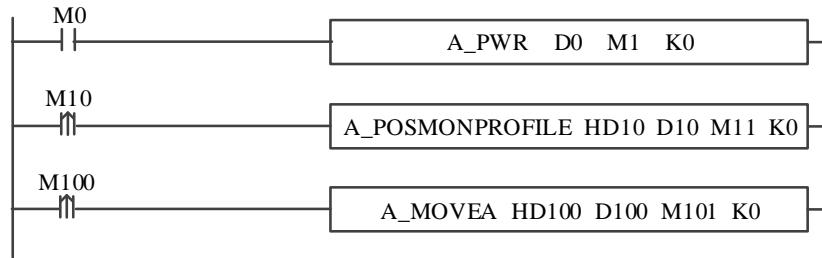 M0
A_PWR D0 M1 K0
M10
A_POSMONPROFILE HD10 D10 M11 K0
M100
A_MOVEA HD100 D100 M101 K0